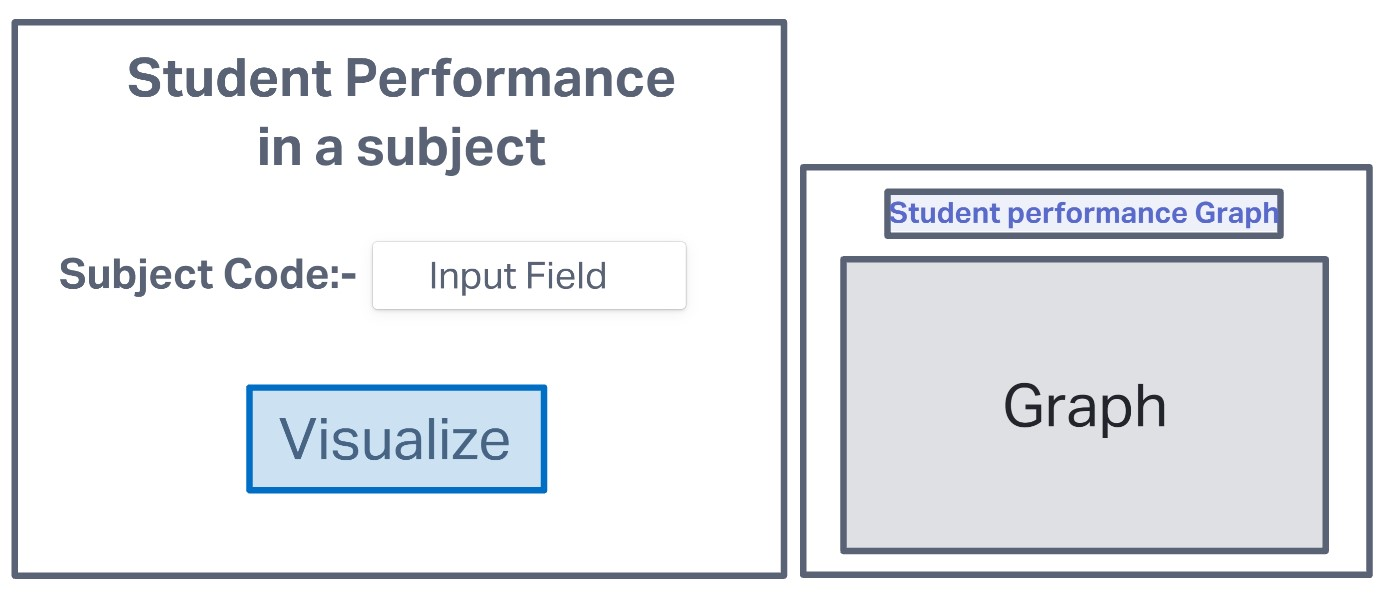 Student Performance
in a subject
Subject Code:-
Input Field
Visualize
Student performance Graph
Graph